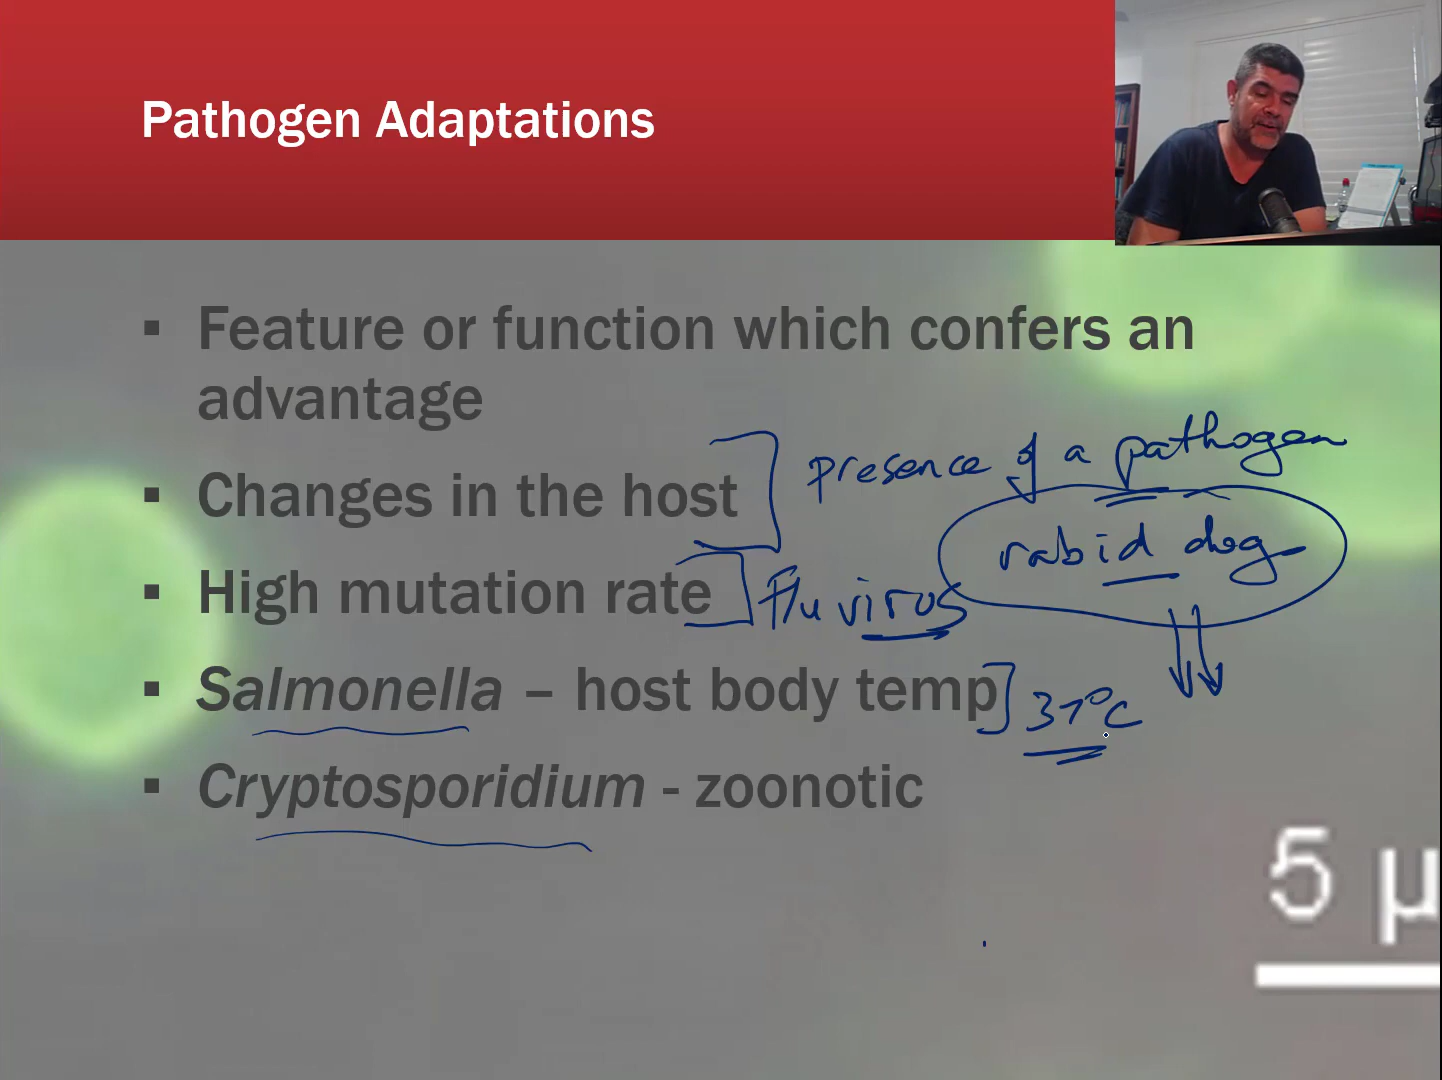 Pathogen Adaptations
▪ Feature or function which confers an
advantage
▪ Changes in the host
presence of a pathogen
rabid dog
▪ High mutation rate
Flu virus
▪ Salmonella – host body temp
37°C
▪ Cryptosporidium - zoonotic
5 µ